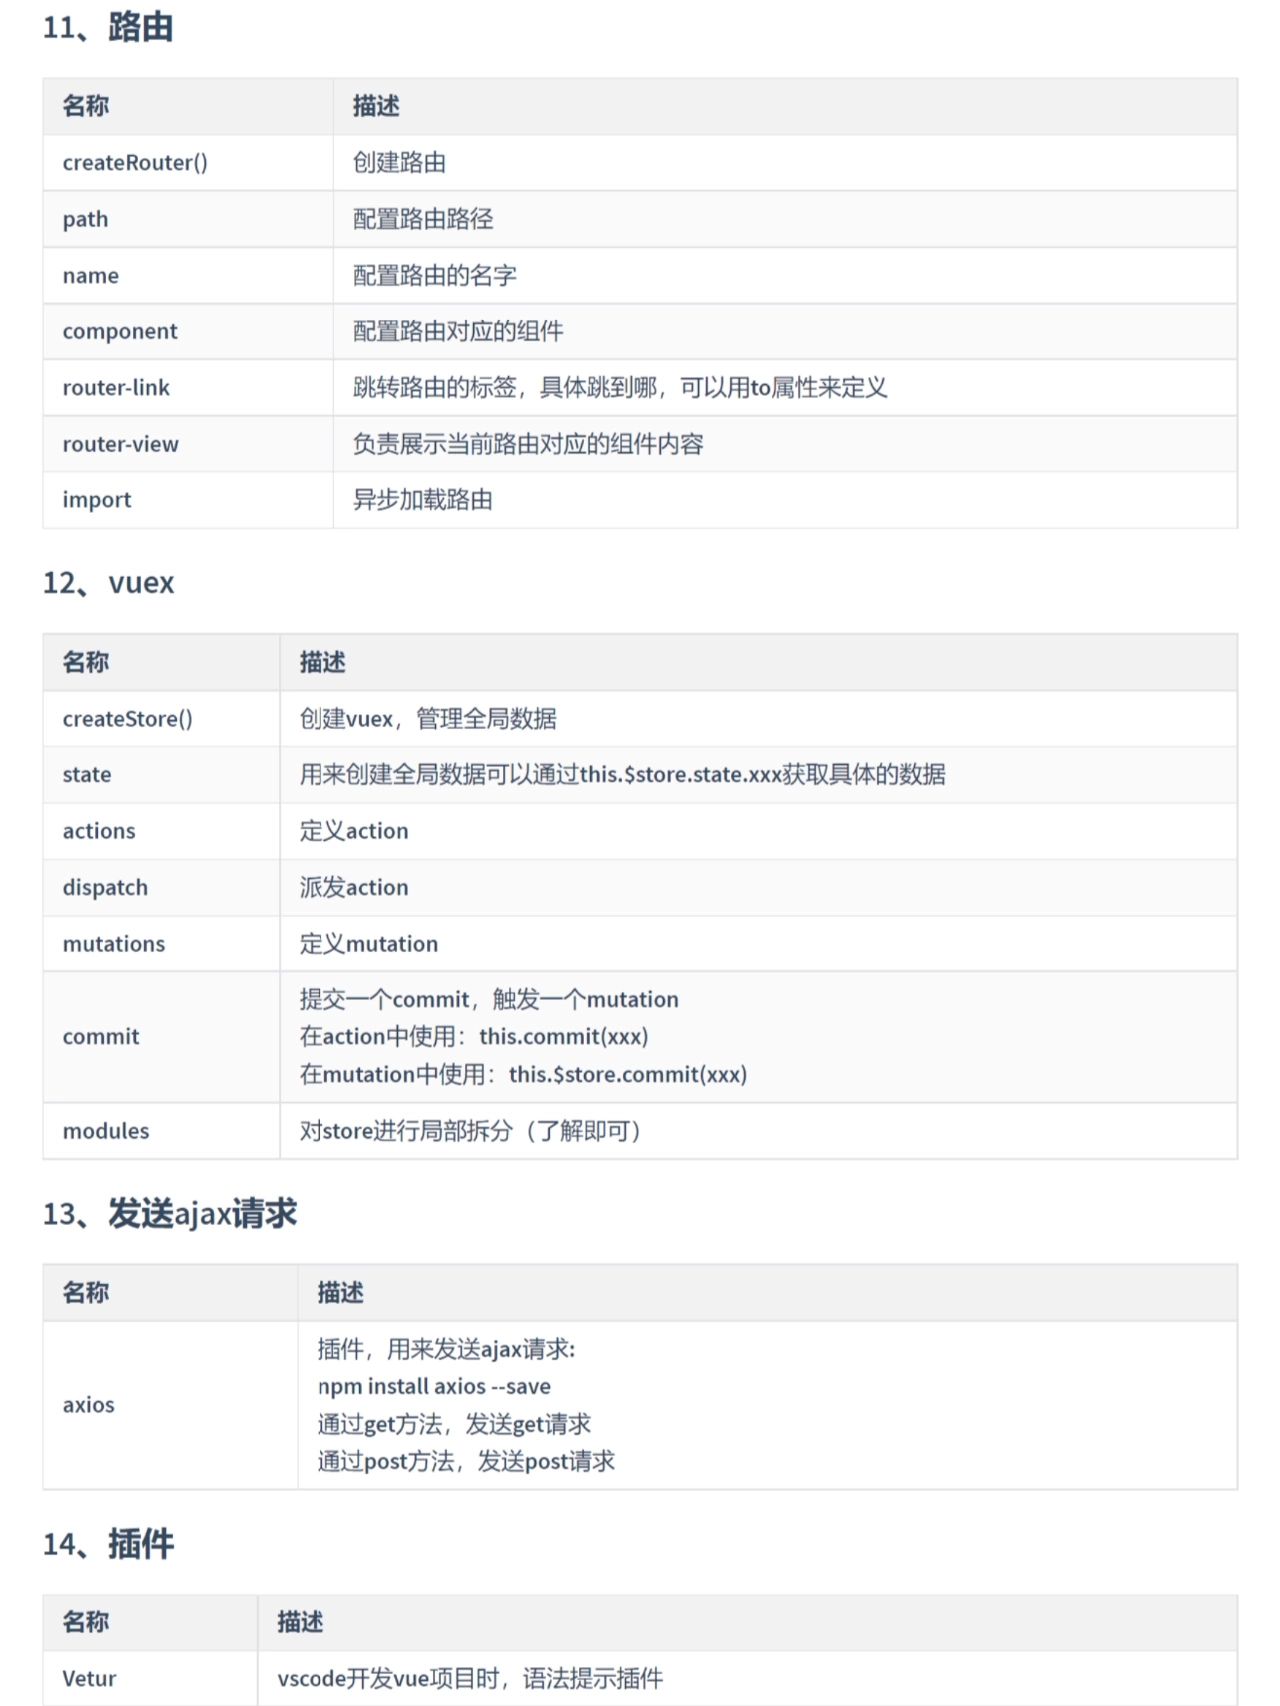 11、路由
名称 描述
createRouter() 创建路由
path 配置路由路径
name 配置路由的名字
component 配置路由对应的组件
router-link 跳转路由的标签，具体跳到哪，可以用to属性来定义
router-view 负责展示当前路由对应的组件内容
import 异步加载路由
12、vuex
名称 描述
createStore() 创建vuex，管理全局数据
state 用来创建全局数据可以通过this.$store.state.xxx获取具体的数据
actions 定义action
dispatch 派发action
mutations 定义mutation
commit
提交一个commit，触发一个mutation
在action中使用：this.commit(xxx)
在mutation中使用：this.$store.commit(xxx)
modules 对store进行局部拆分（了解即可）
13、发送ajax请求
名称 描述
axios
插件，用来发送ajax请求:
npm install axios --save
通过get方法，发送get请求
通过post方法，发送post请求
14、插件
名称 描述
Vetur vscode开发vue项目时，语法提示插件